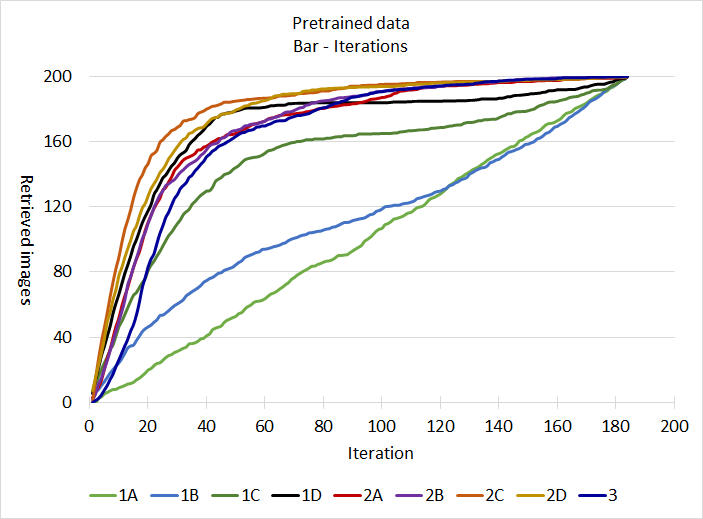 Pretrained data
Bar - Iterations
200
160
120
80
40
0
Retrieved images
0 20 40 60 80 100 120 140 160 180 200
Iteration
1A 1B 1C 1D 2A 2B 2C 2D 3